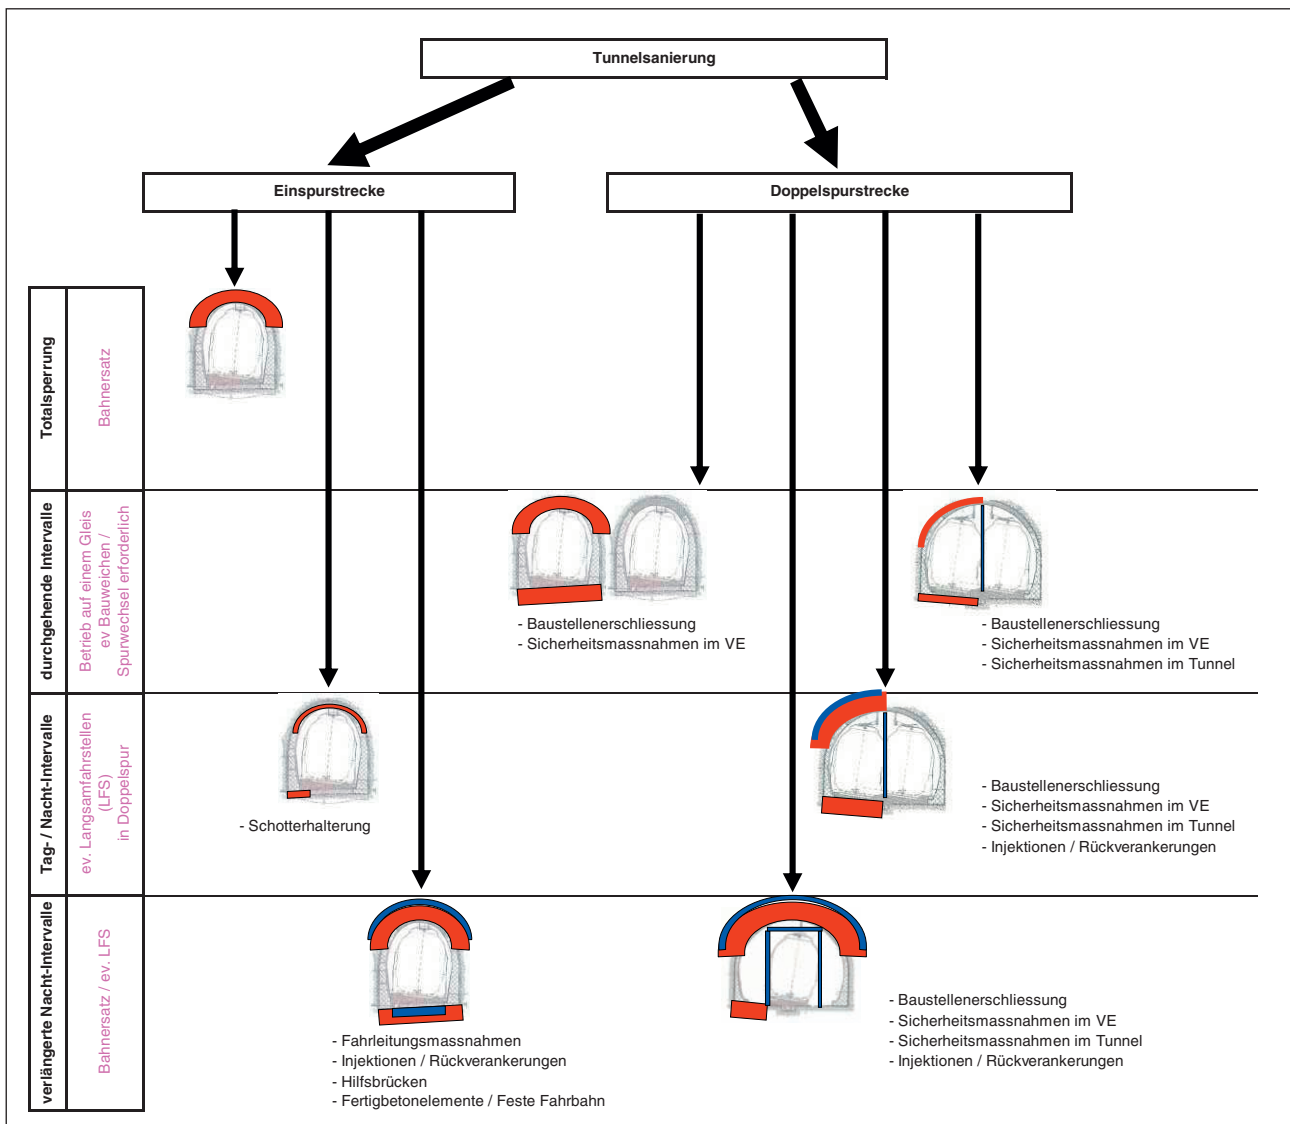 Tunnelsanierung
Einspurstrecke
Doppelspurstrecke
Totalsperrung
Bahnersatz
durchgehende Intervalle
Betrieb auf einem Gleis
ev Bauweichen /
Spurwechsel erforderlich
- Baustellenerschliessung
- Sicherheitsmassnahmen im VE
- Baustellenerschliessung
- Sicherheitsmassnahmen im VE
- Sicherheitsmassnahmen im Tunnel
Tag- / Nacht-Intervalle
ev. Langsamfahrstellen
(LFS)
in Doppelspur
- Schotterhalterung
- Baustellenerschliessung
- Sicherheitsmassnahmen im VE
- Sicherheitsmassnahmen im Tunnel
- Injektionen / Rückverankerungen
verlängerte Nacht-Intervalle
Bahnersatz / ev. LFS
- Fahrleitungsmassnahmen
- Injektionen / Rückverankerungen
- Hilfsbrücken
- Fertigbetonelemente / Feste Fahrbahn
- Baustellenerschliessung
- Sicherheitsmassnahmen im VE
- Sicherheitsmassnahmen im Tunnel
- Injektionen / Rückverankerungen